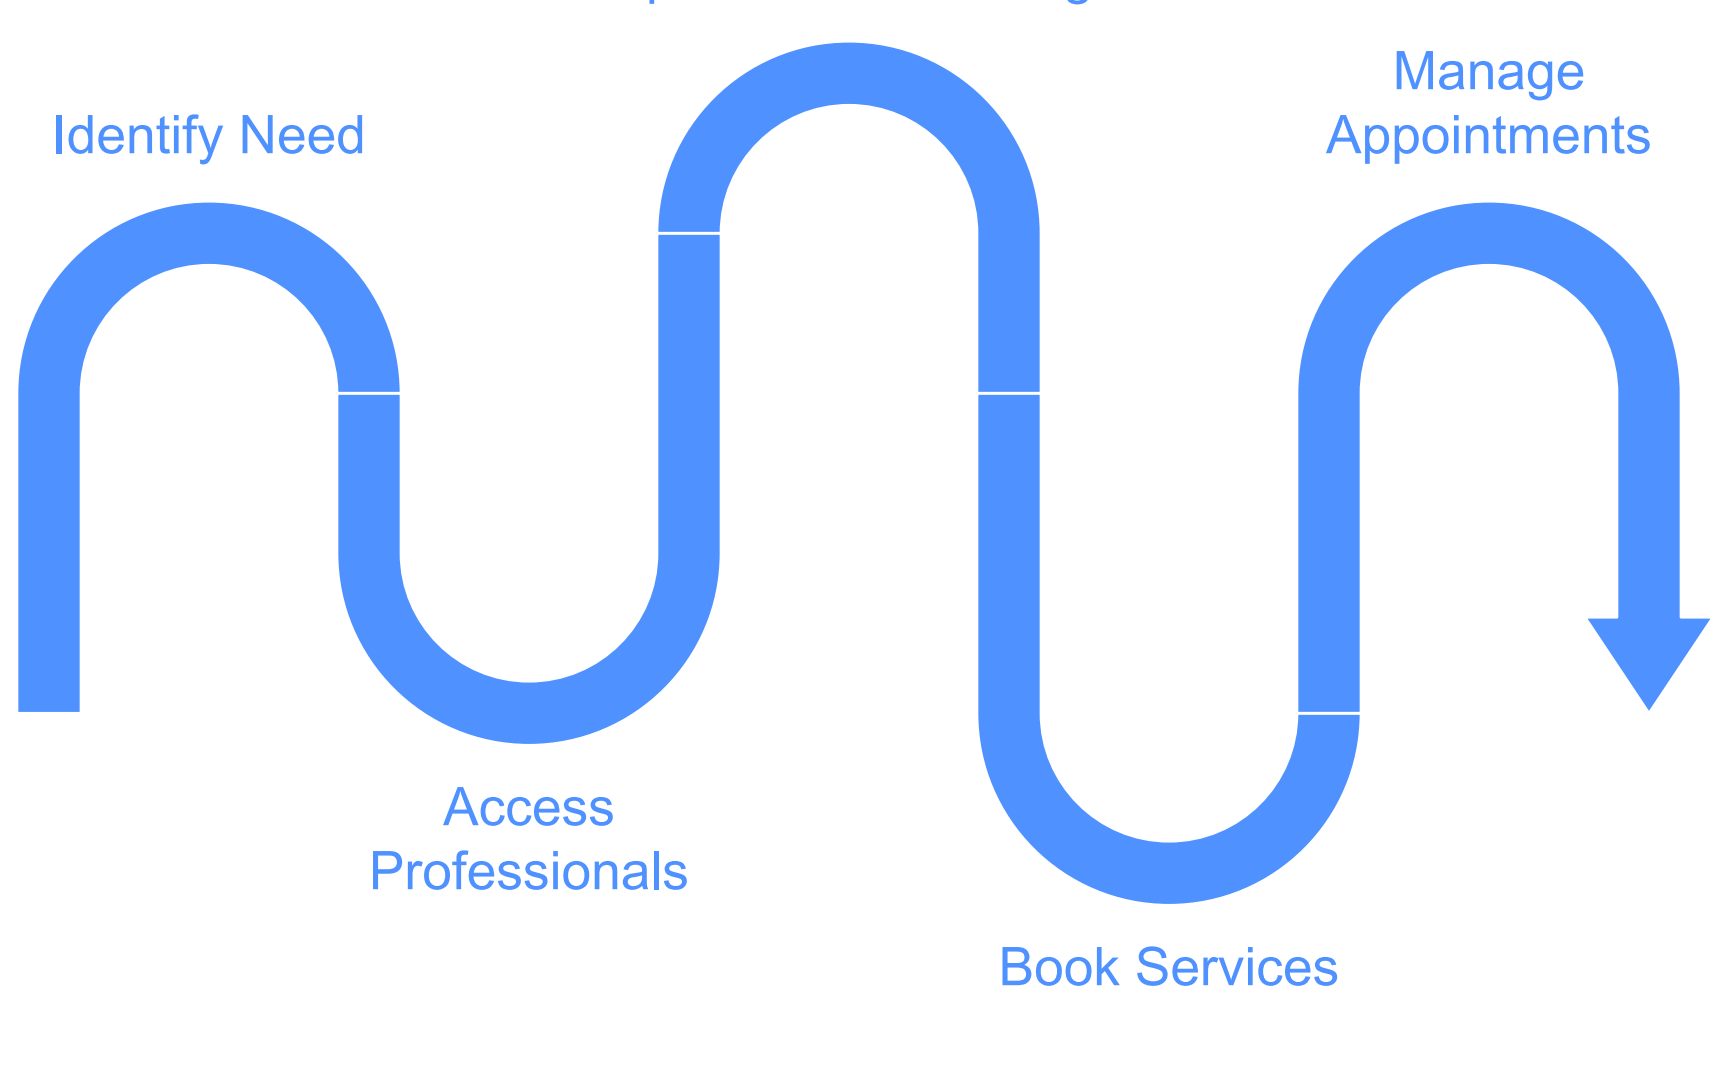 Identify Need
Manage
Appointments
Access
Professionals
Book Services